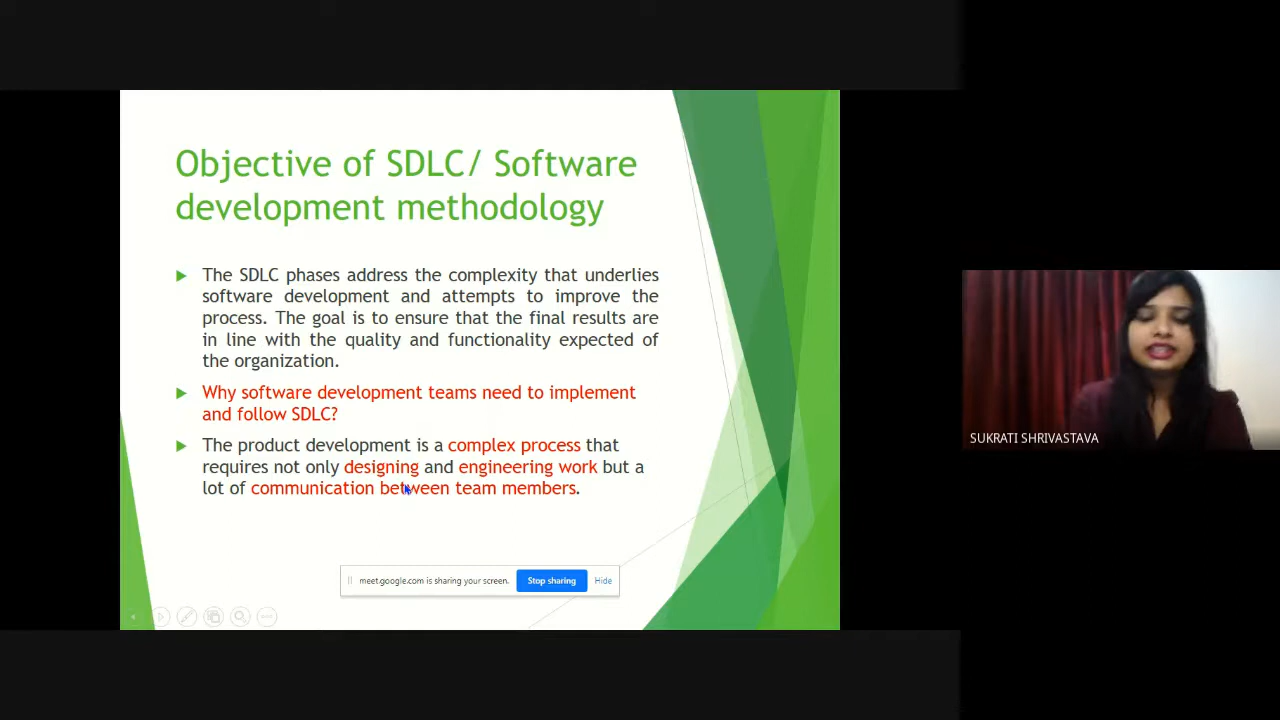 Objective of SDLC/ Software
development methodology
The SDLC phases address the complexity that underlies
software development and attempts to improve the
process. The goal is to ensure that the final results are
in line with the quality and functionality expected of
the organization.
Why software development teams need to implement
and follow SDLC?
The product development is a complex process that
requires not only designing and engineering work but a
lot of communication between team members.
meet.google.com is sharing your screen. Stop sharing Hide
SUKRATI SHRIVASTAVA